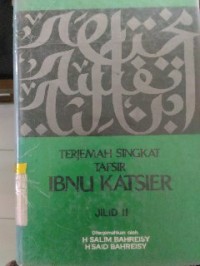 TERJEMAH SINGKAT
TAFSIR
IBNU KATSIER
JILID II
Diterjemahkan oleh
H SALIM BAHREISY
H SAID BAHREISY